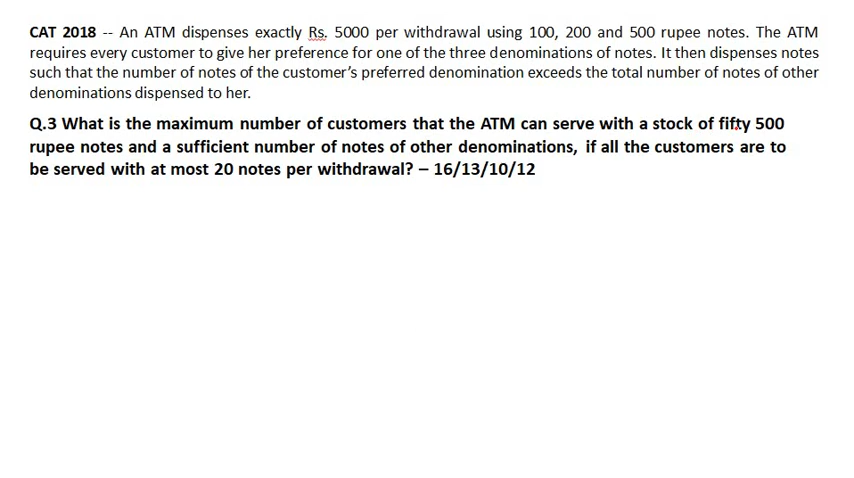 CAT 2018 -- An ATM dispenses exactly Rs. 5000 per withdrawal using 100, 200 and 500 rupee notes. The ATM
requires every customer to give her preference for one of the three denominations of notes. It then dispenses notes
such that the number of notes of the customer's preferred denomination exceeds the total number of notes of other
denominations dispensed to her.
Q.3 What is the maximum number of customers that the ATM can serve with a stock of fifty 500
rupee notes and a sufficient number of notes of other denominations, if all the customers are to
be served with at most 20 notes per withdrawal? – 16/13/10/12